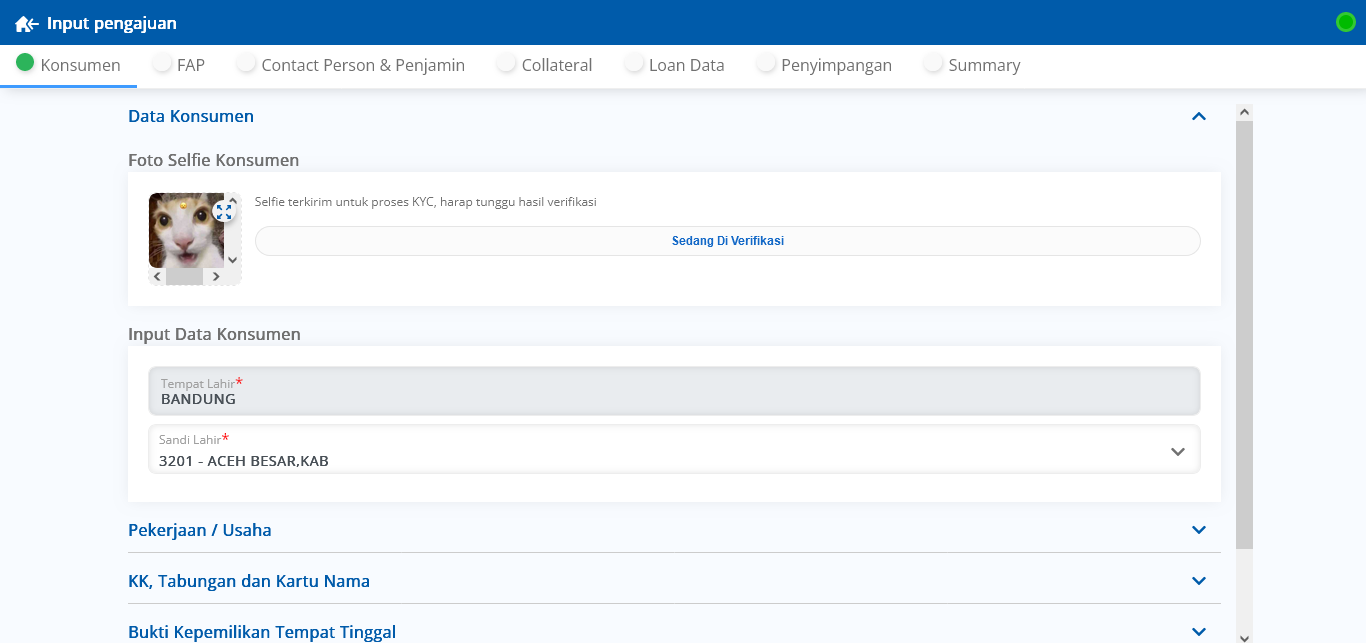 Input pengajuan
Konsumen FAP Contact Person & Penjamin Collateral Loan Data Penyimpangan Summary
Data Konsumen
Foto Selfie Konsumen
Selfie terkirim untuk proses KYC, harap tunggu hasil verifikasi
Sedang Di Verifikasi
Input Data Konsumen
Tempat Lahir*
BANDUNG
Sandi Lahir*
3201 - ACEH BESAR,KAB
Pekerjaan / Usaha
KK, Tabungan dan Kartu Nama
Bukti Kepemilikan Tempat Tinggal